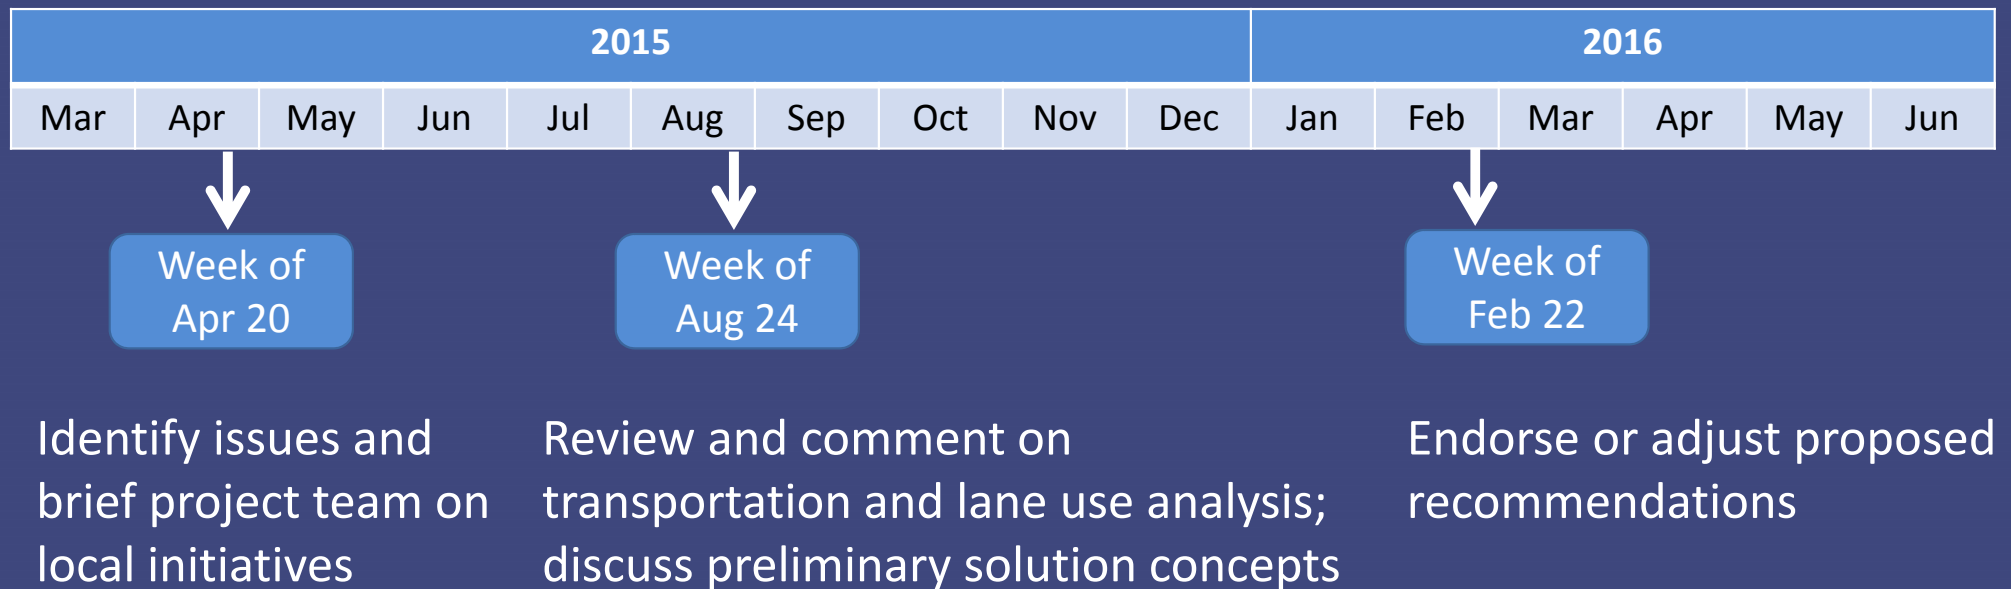 2015 2016
Mar Apr May Jun Jul Aug Sep Oct Nov Dec Jan Feb Mar Apr May Jun
Week of
Apr 20
Week of
Aug 24
Week of
Feb 22
Identify issues and
brief project team on
local initiatives
Review and comment on
transportation and lane use analysis;
discuss preliminary solution concepts
Endorse or adjust proposed
recommendations